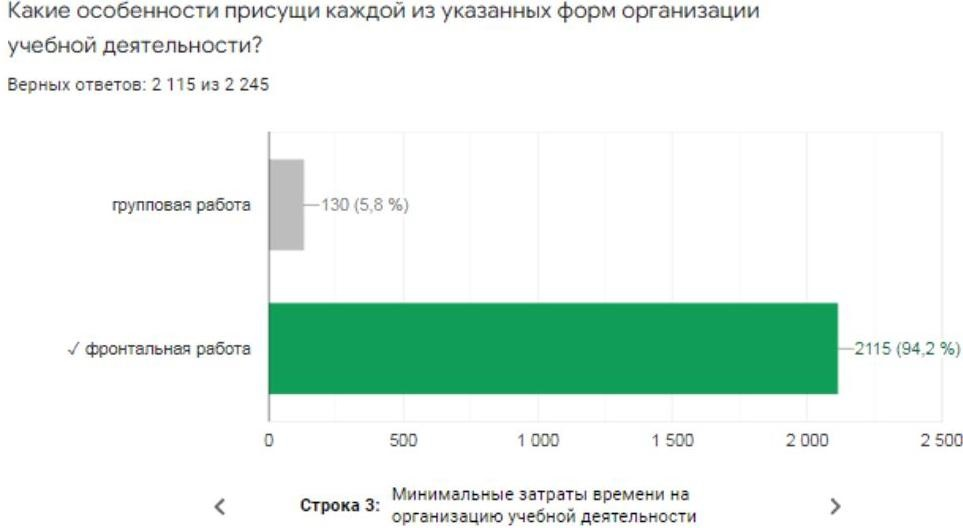 Какие особенности присущи каждой из указанных форм организации
учебной деятельности?
Верных ответов: 2 115 из 2 245
групповая работа
130 (5,8 %)
✓ фронтальная работа
2115 (94,2 %)
0 500 1 000 1 500 2 000 2 500
Строка 3: Минимальные затраты времени на
организацию учебной деятельности